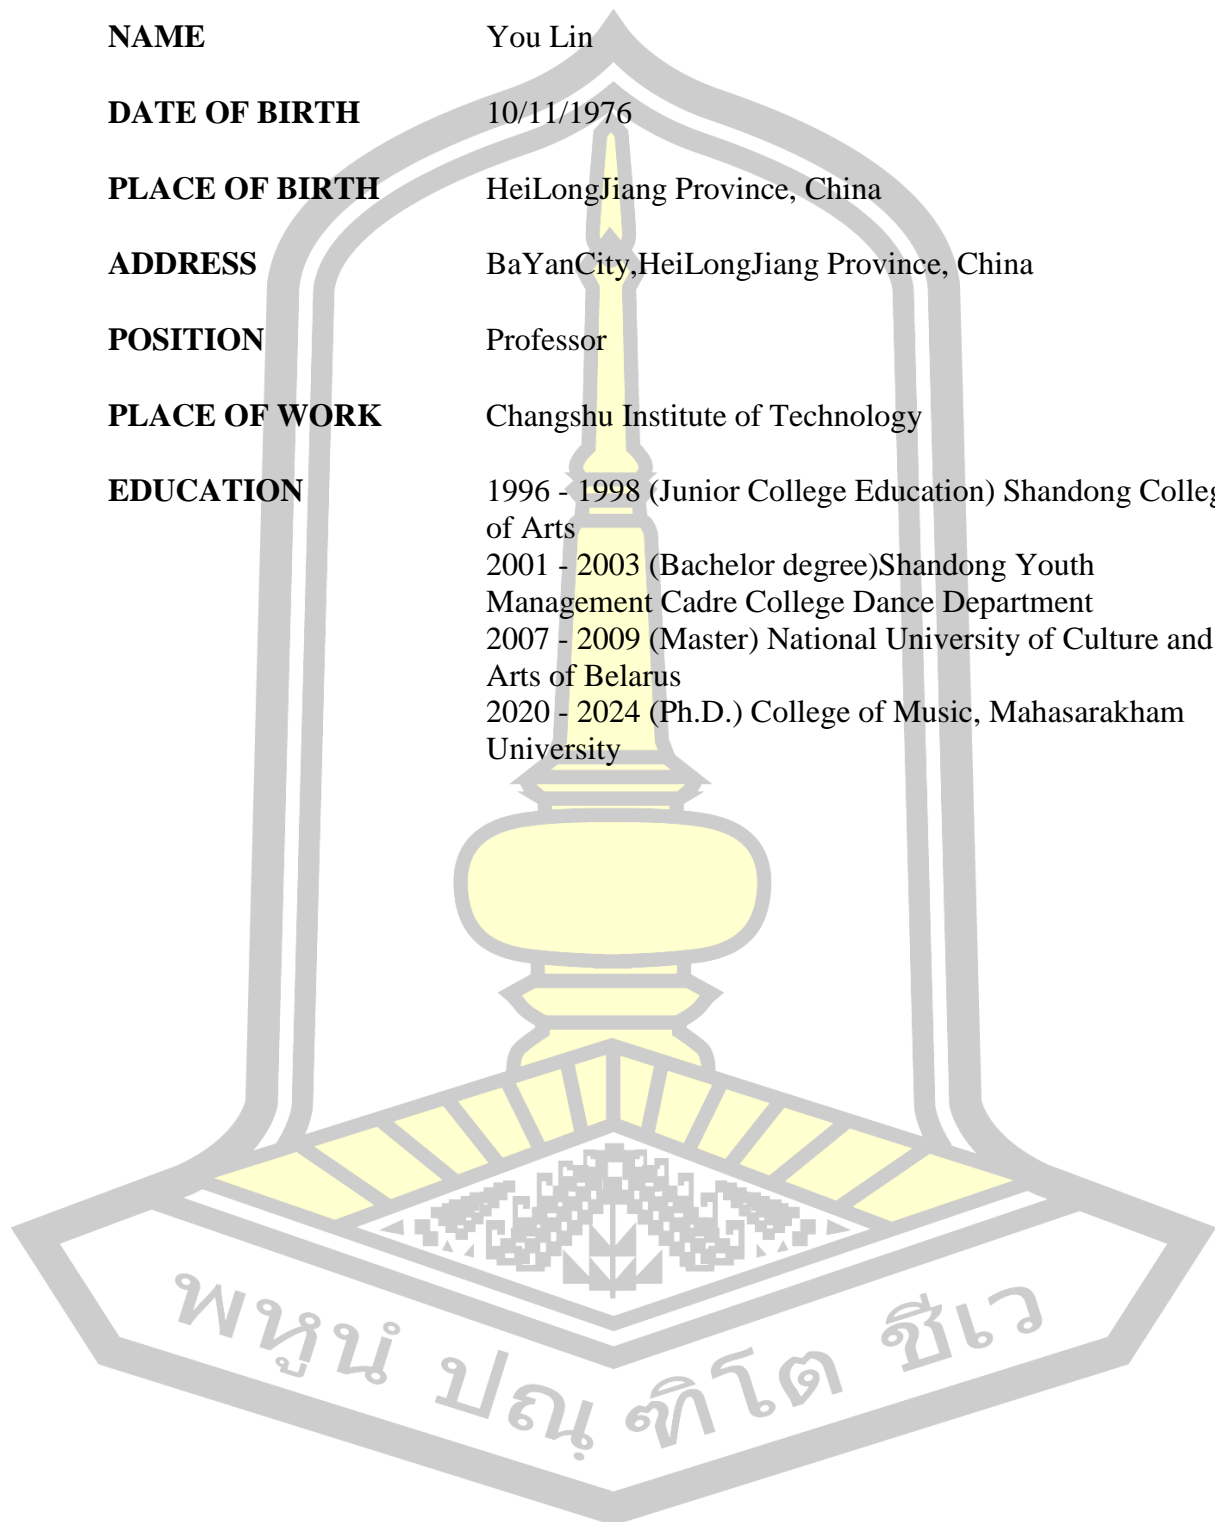 NAME You Lin
DATE OF BIRTH 10/11/1976
PLACE OF BIRTH HeiLongJiang Province, China
ADDRESS BaYanCity,HeiLongJiang Province, China
POSITION Professor
PLACE OF WORK Changshu Institute of Technology
EDUCATION 1996 - 1998 (Junior College Education) Shandong Colleg
of Arts
2001 - 2003 (Bachelor degree)Shandong Youth
Management Cadre College Dance Department
2007 - 2009 (Master) National University of Culture and
Arts of Belarus
2020 - 2024 (Ph.D.) College of Music, Mahasarakham
University
พหูนํ ปณฺฑิโต ชีเว